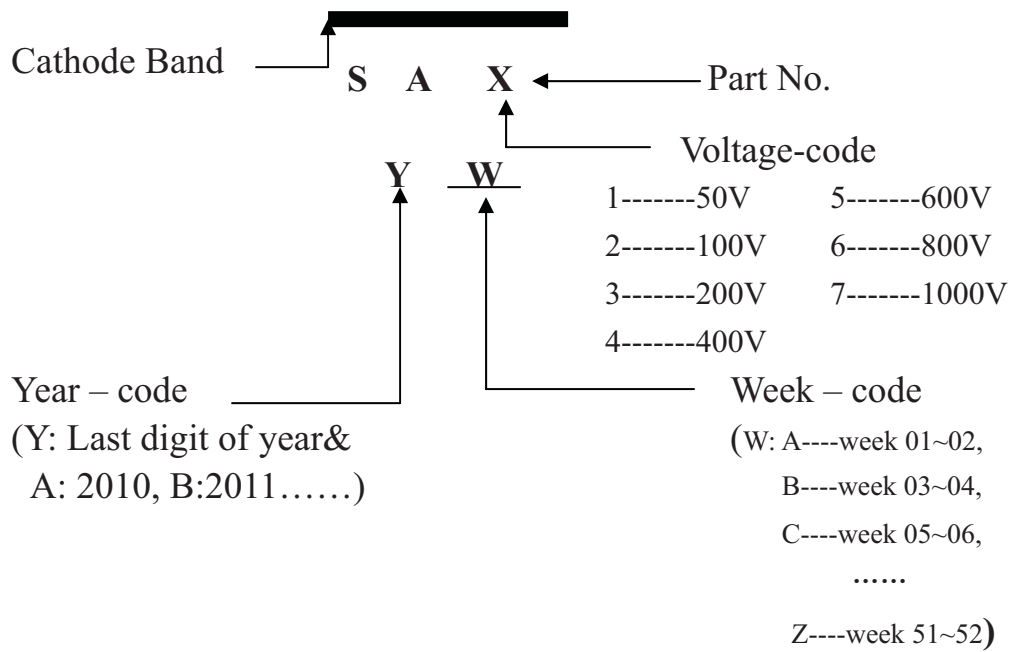 Cathode Band
S A X
Part No.
Voltage-code
Y W
1-------50V 5-------600V
2-------100V 6-------800V
3-------200V 7-------1000V
4-------400V
Year – code
(Y: Last digit of year&
A: 2010, B:2011……)
Week – code
(W: A----week 01~02,
B----week 03~04,
C----week 05~06,
……
Z----week 51~52)